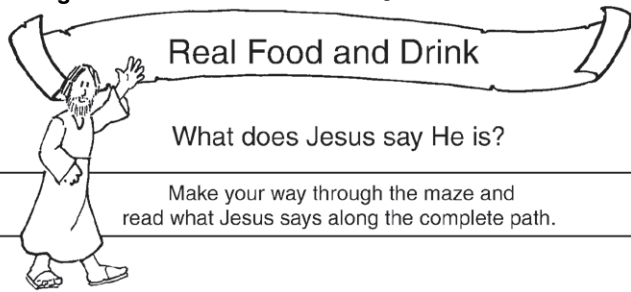 Real Food and Drink
What does Jesus say He is?
Make your way through the maze and
read what Jesus says along the complete path.